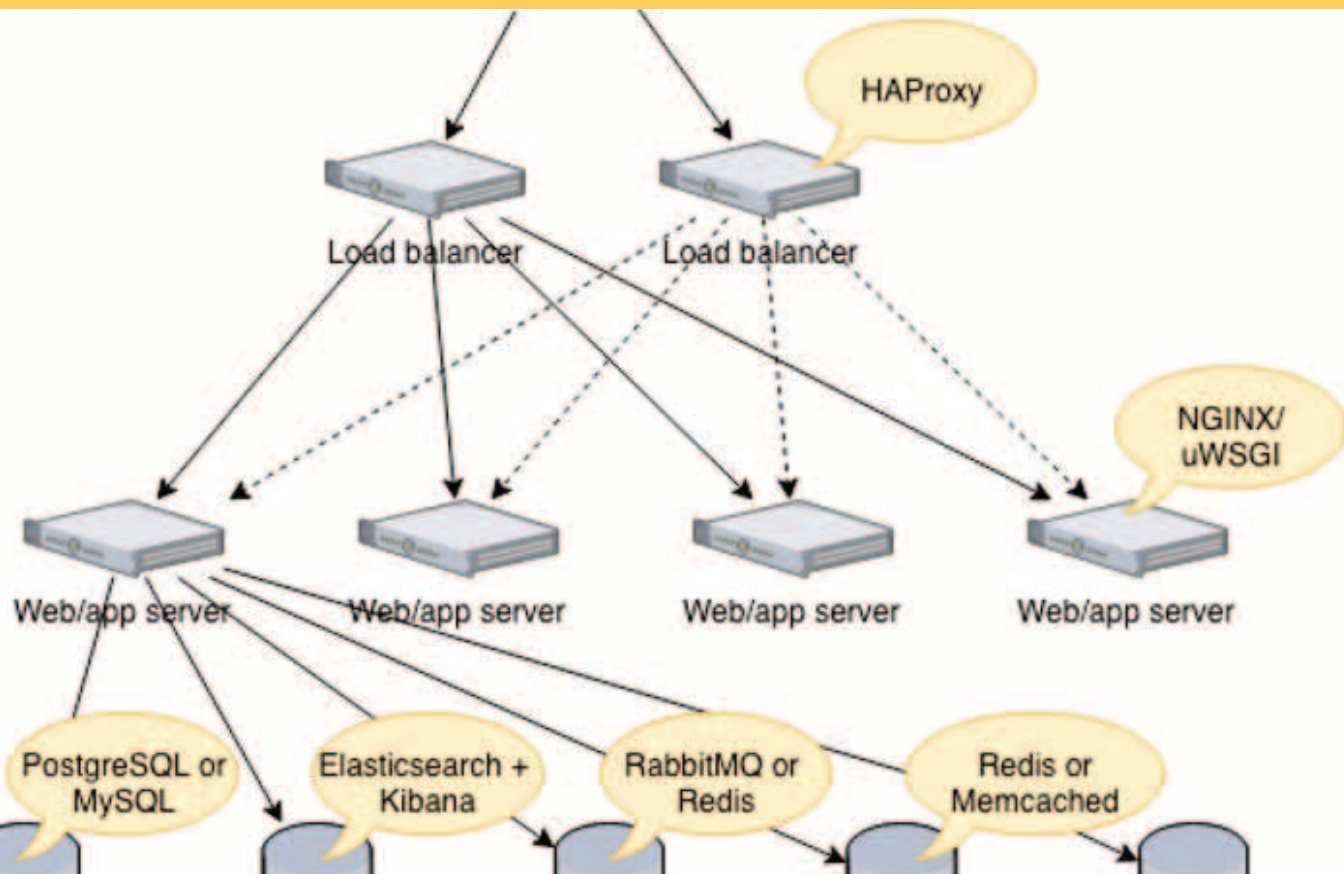 HAProxy
Load balancer
Load balancer
NGINX/
uWSGI
Web/app server
Web/app server
Web/app server
Web/app server
PostgreSQL or
MySQL
Elasticsearch +
Kibana
RabbitMQ or
Redis
Redis or
Memcached